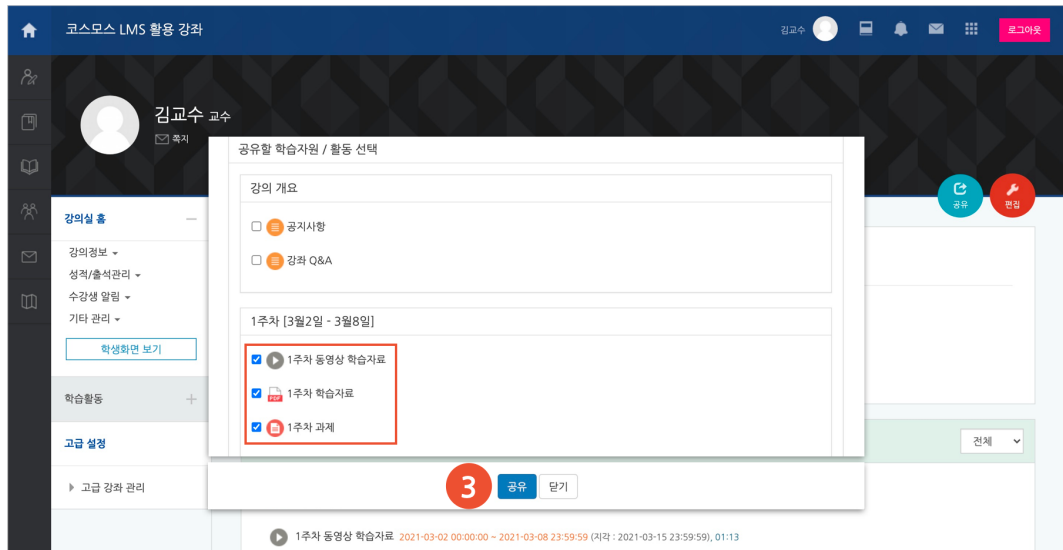 코스모스 LMS 활용 강좌
김교수
로그아웃
김교수 교수
쪽지
공유
편집
강의실 홈
강의정보
성적/출석관리
수강생 알림
기타 관리
학생화면 보기
학습활동
고급 설정
고급 강좌 관리
공유할 학습자원 / 활동 선택
강의 개요
공지사항
강좌 Q&A
1주차 [3월2일 - 3월8일]
1주차 동영상 학습자료
PDF
1주차 학습자료
1주차 과제
전체
3
공유
닫기
1주차 동영상 학습자료 2021-03-02 00:00:00 ~ 2021-03-08 23:59:59 (지각 : 2021-03-15 23:59:59), 01:13